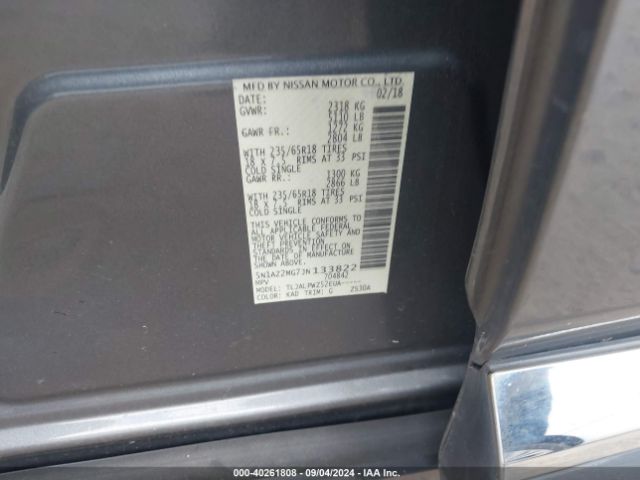 MFD BY NISSAN MOTOR CO., LTD.
DATE: 02/18
GVWR: 2318 KG
5110 LB
GAWR FR.: 1272 KG
2804 LB
WITH 235/65R18 TIRES
18 X 7.5 RIMS AT 33 PSI
COLD SINGLE
GAWR RR.: 1300 KG
2866 LB
WITH 235/65R18 TIRES
18 X 7.5 RIMS AT 33 PSI
COLD SINGLE
THIS VEHICLE CONFORMS TO
ALL APPLICABLE FEDERAL
MOTOR VEHICLE SAFETY AND
THEFT PREVENTION
STANDARDS IN EFFECT ON
THE DATE OF MANUFACTURE
SHOWN ABOVE.
5N1AZ2MG7JN133822
MPV 704842
MODEL: TLJALPWZ52EUA------
COLOR: KAD TRIM: G Z530A
000-40261808 - 09/04/2024 - IAA Inc.